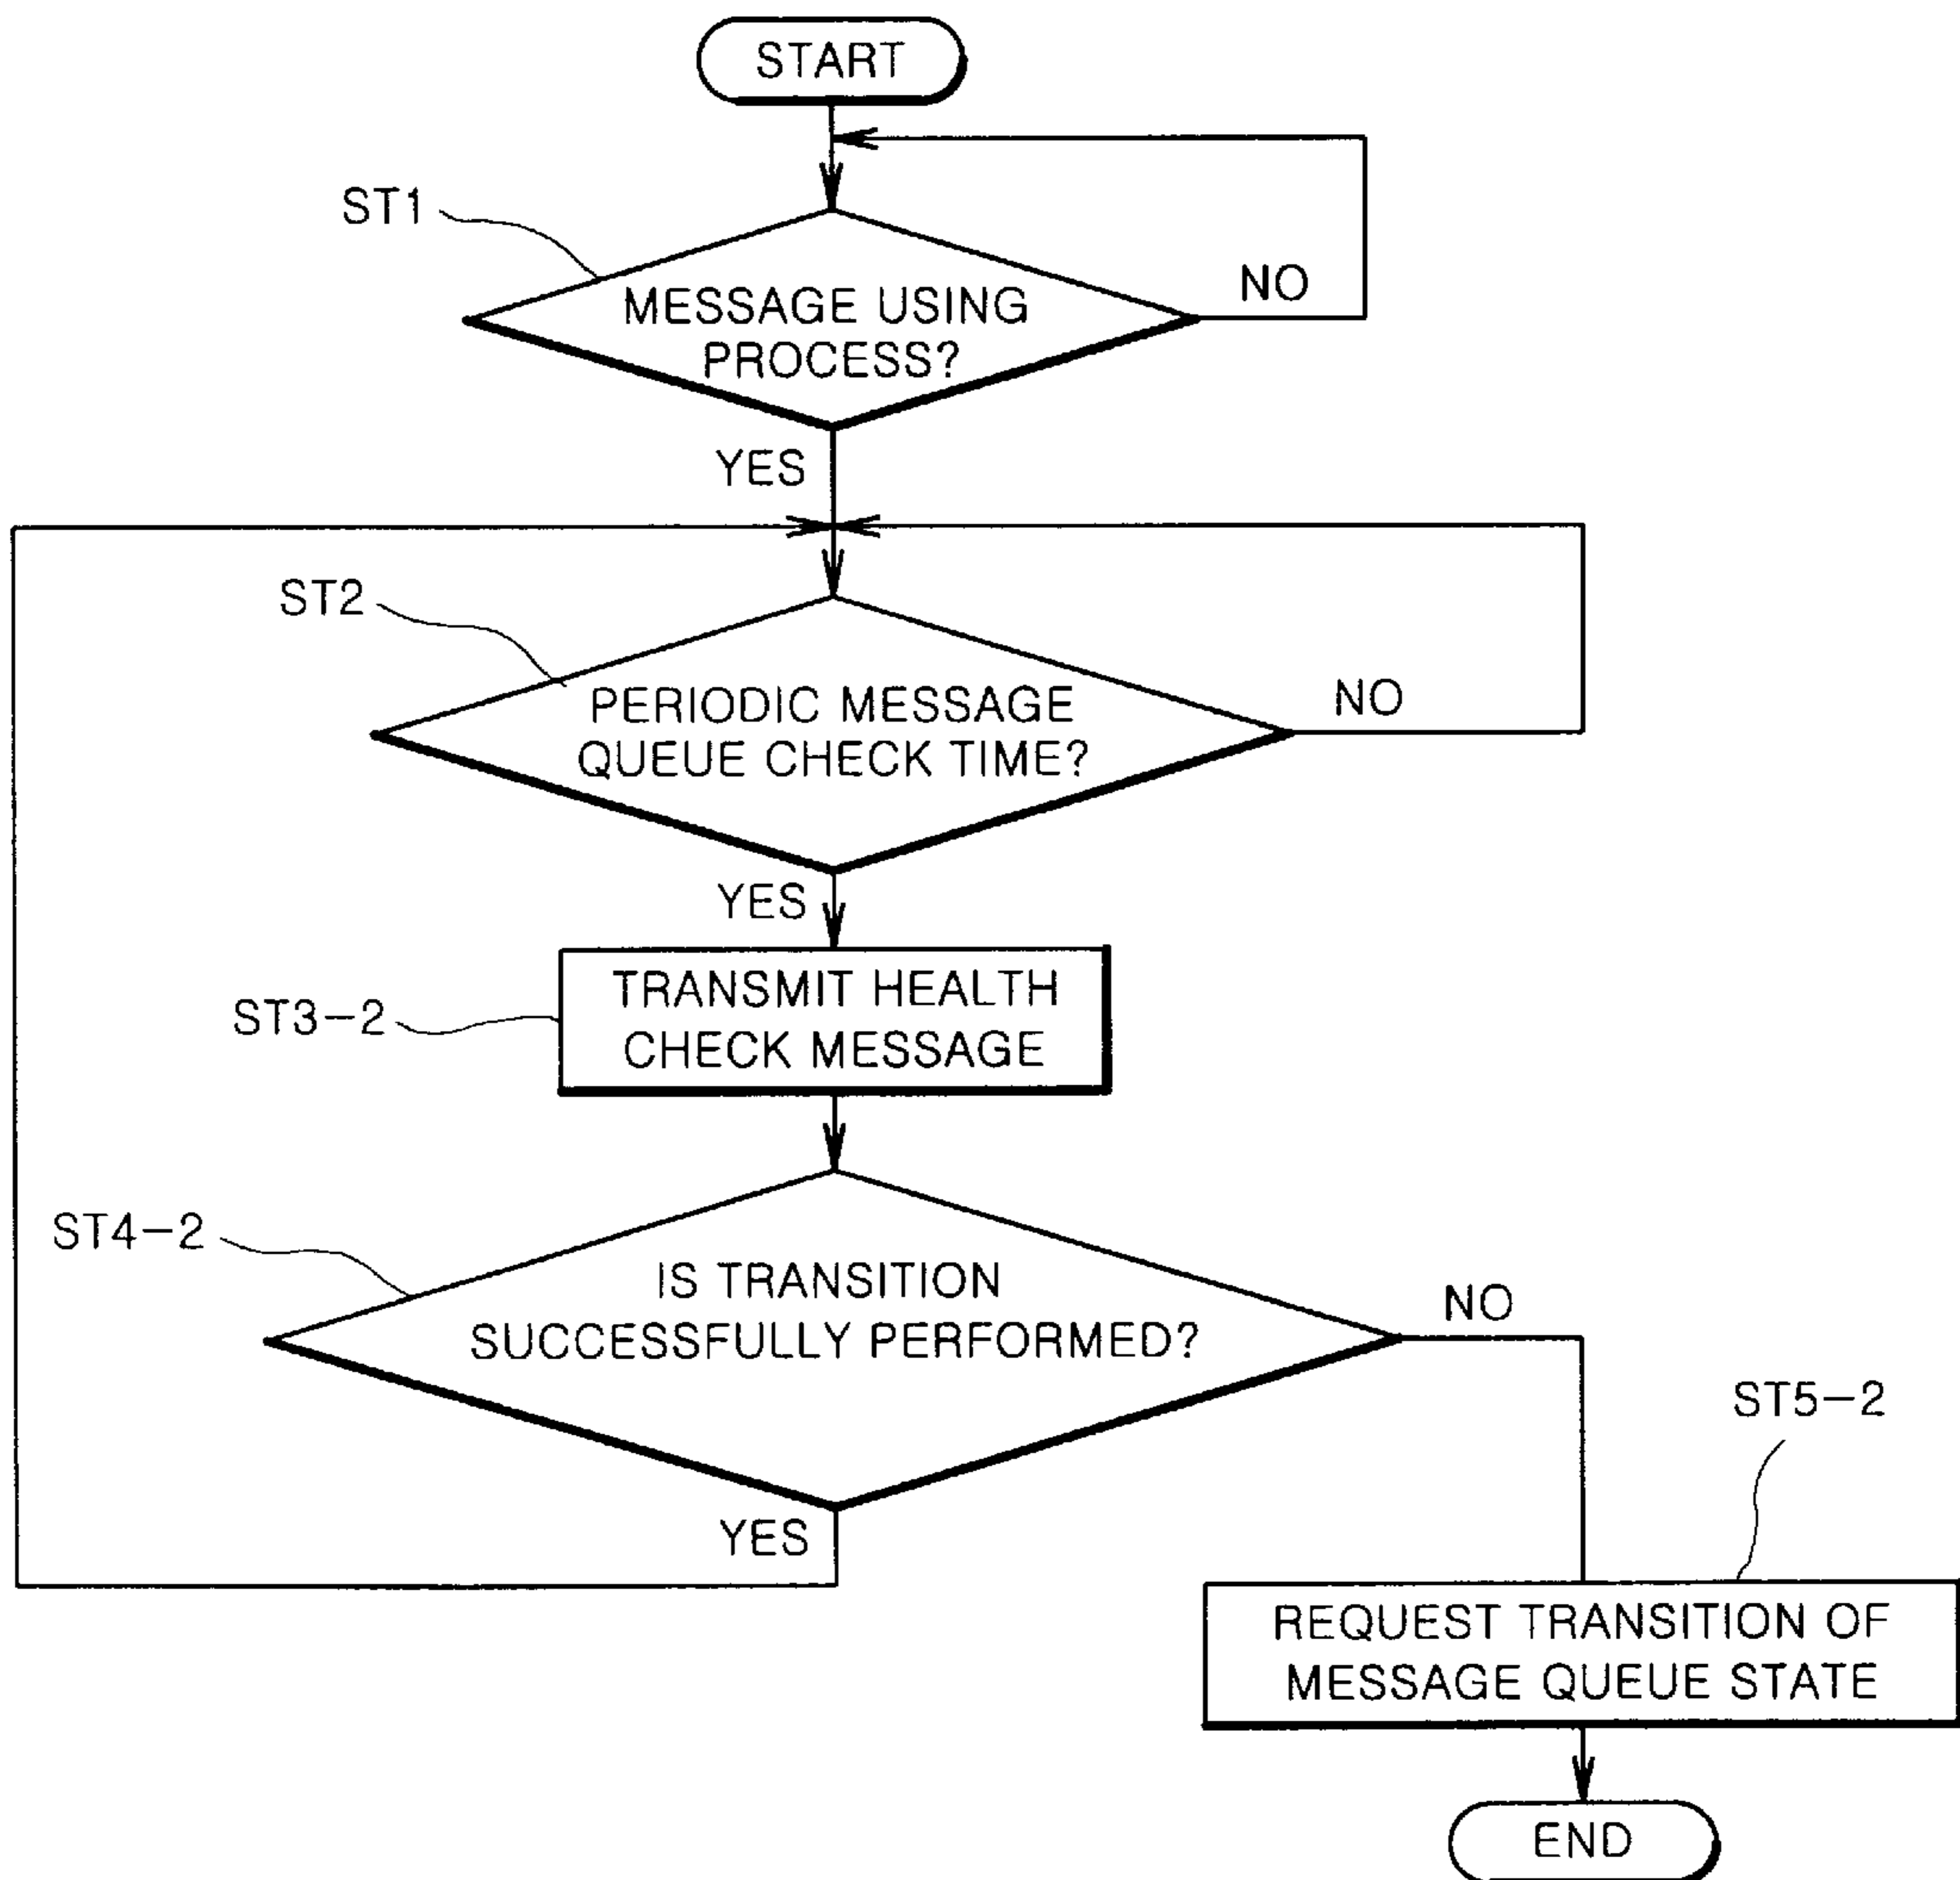 START
ST1
NO
MESSAGE USING
PROCESS?
YES
ST2
PERIODIC MESSAGE
QUEUE CHECK TIME?
NO
YES
ST3-2
TRANSMIT HEALTH
CHECK MESSAGE
ST4-2
IS TRANSITION
SUCCESSFULLY PERFORMED?
NO
ST5-2
YES
REQUEST TRANSITION OF
MESSAGE QUEUE STATE
END